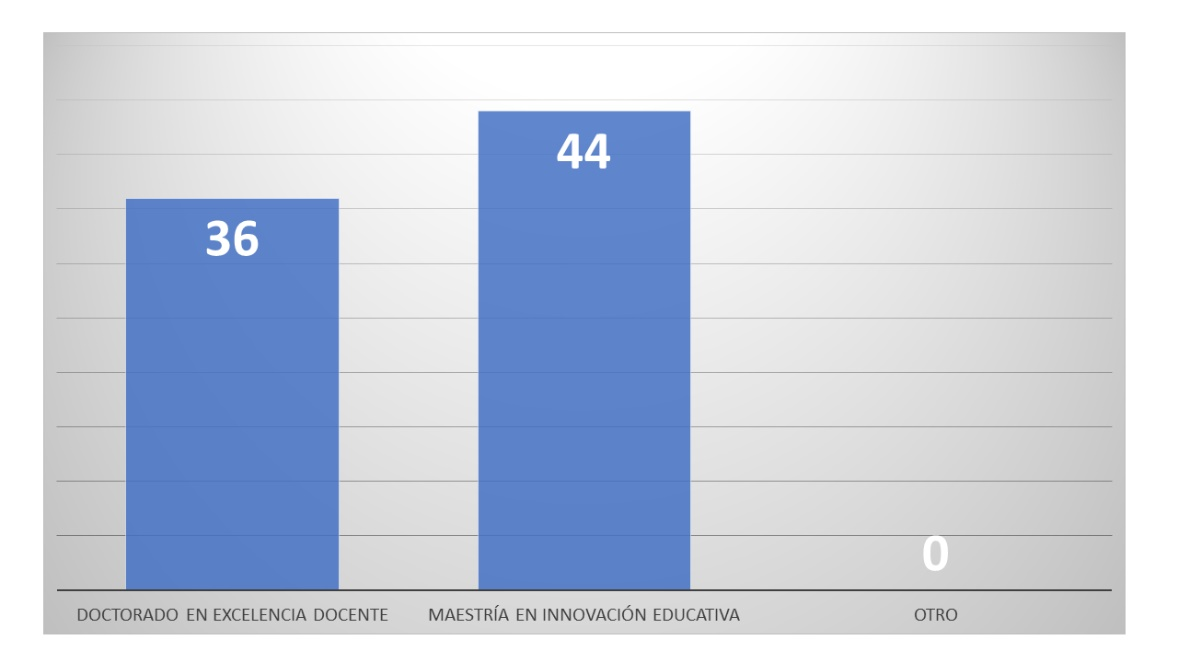 44
36
0
DOCTORADO EN EXCELENCIA DOCENTE
MAESTRÍA EN INNOVACIÓN EDUCATIVA
OTRO